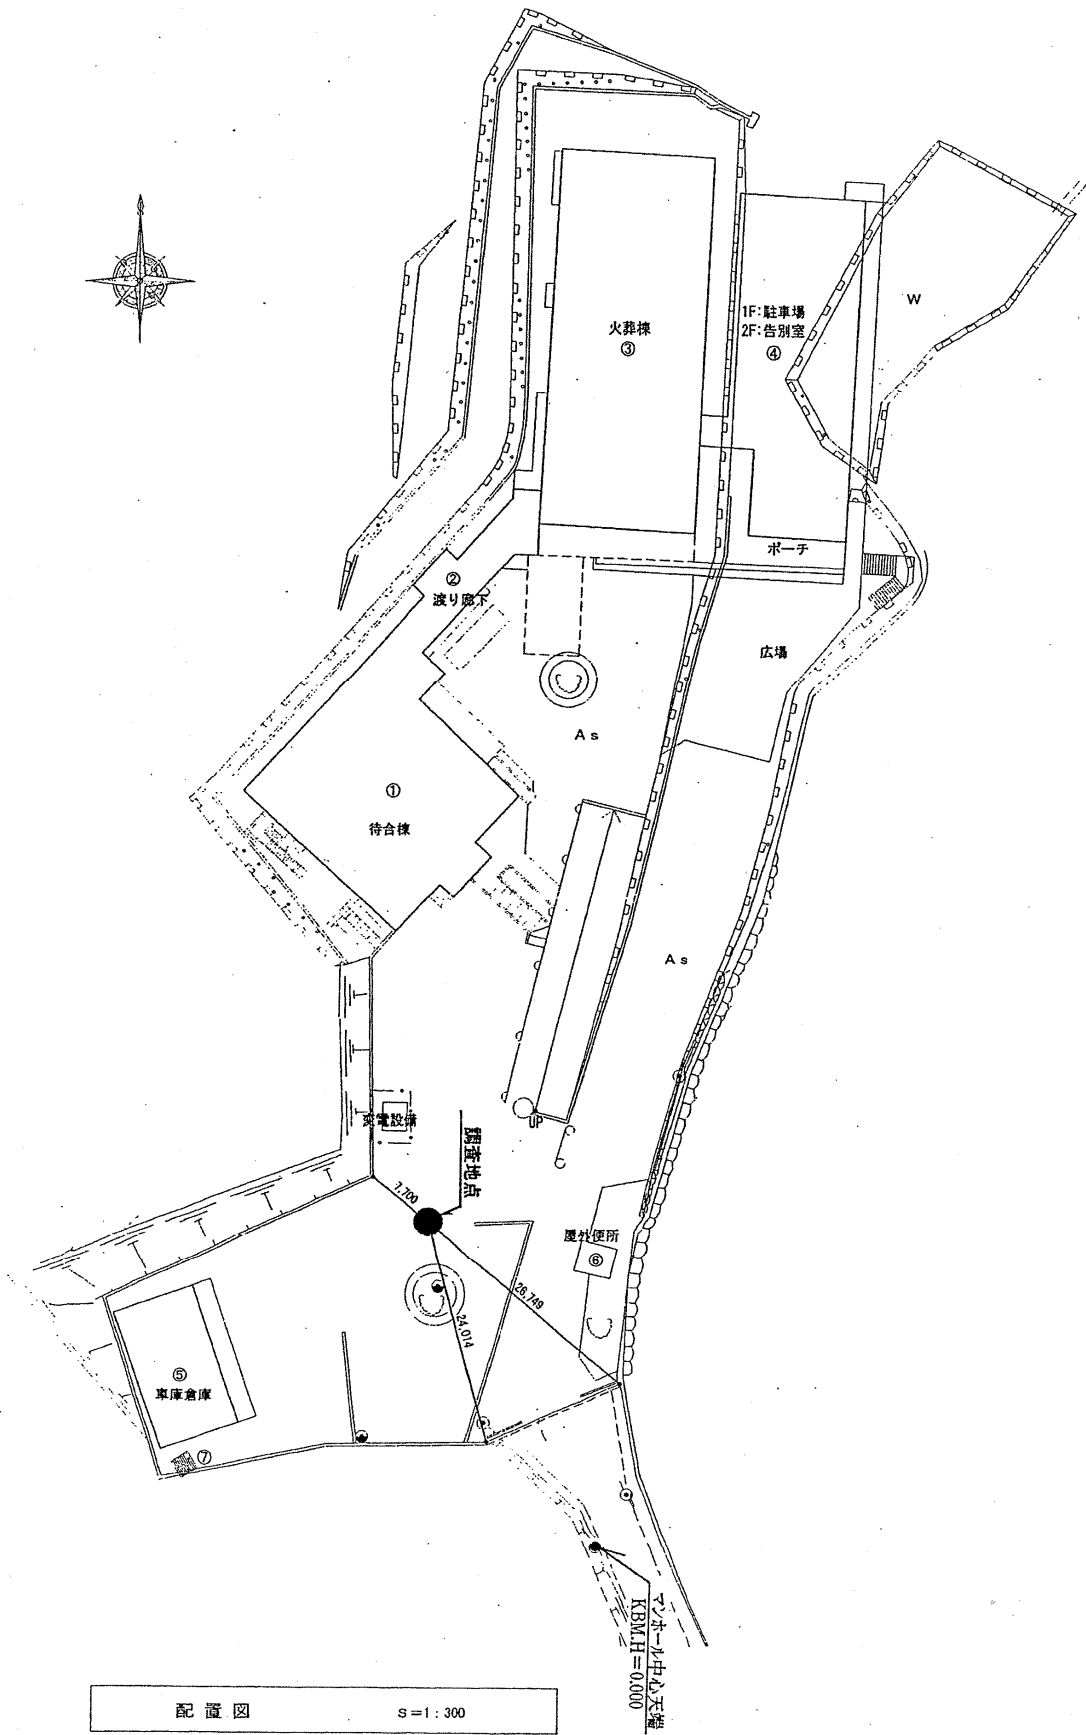 W
火葬棟
③
1F:駐車場
2F:告別室
④
ポーチ
②
渡り廊下
広場
As
①
待合棟
As
UP
変電設備
調査地点
7,700
屋外便所
⑥
26,749
24,014
⑤
車庫倉庫
⑦
マンホール中心天端
KBM.H=0.000
配置図 S=1:300